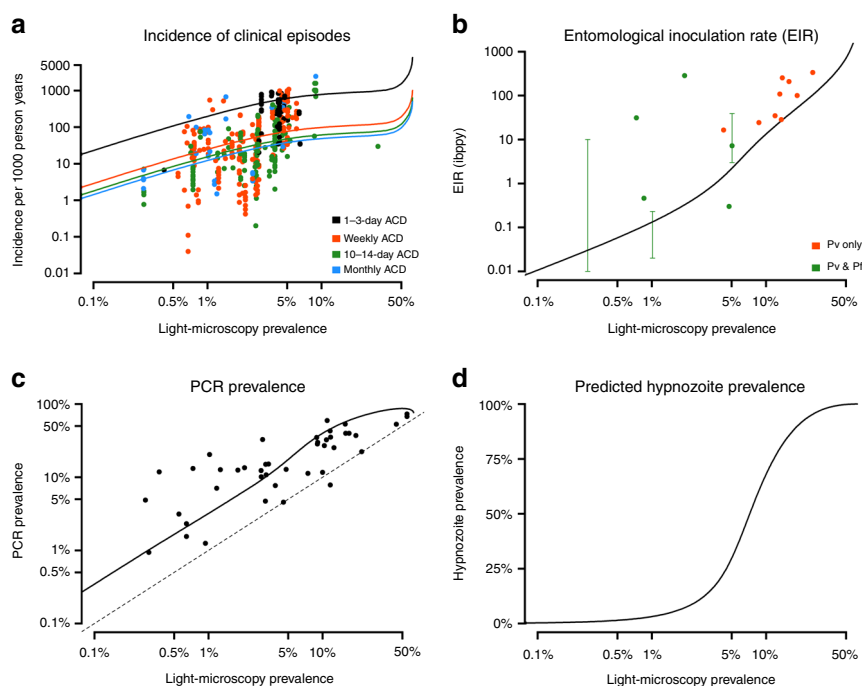 a
Incidence of clinical episodes
Incidence per 1000 person years
5000
1000
100
10
1
0.1
0.01
1–3-day ACD
Weekly ACD
10–14-day ACD
Monthly ACD
0.1%
0.5%
1%
5%
10%
50%
Light-microscopy prevalence
b
Entomological inoculation rate (EIR)
EIR (ibppy)
1000
100
10
1
0.1
0.01
Pv only
Pv & Pf
0.1%
0.5%
1%
5%
10%
50%
Light-microscopy prevalence
c
PCR prevalence
PCR prevalence
100%
50%
10%
5%
1%
0.5%
0.1%
0.1%
0.5%
1%
5%
10%
50%
Light-microscopy prevalence
d
Predicted hypnozoite prevalence
Hypnozoite prevalence
100%
75%
50%
25%
0%
0.1%
0.5%
1%
5%
10%
50%
Light-microscopy prevalence